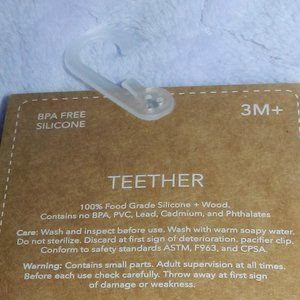 BPA FREE
SILICONE
3M+
TEETHER
100% Food Grade Silicone + Wood.
Contains no BPA, PVC, Lead, Cadmium, and Phthalates
Care: Wash and inspect before use. Wash with warm soapy water.
Do not sterilize. Discard at first sign of deterioration, pacifier clip.
Conform to safety standards ASTM, F963, and CPSA.
Warning: Contains small parts. Adult supervision at all times.
Before each use check carefully. Throw away at first sign
of damage or weakness.